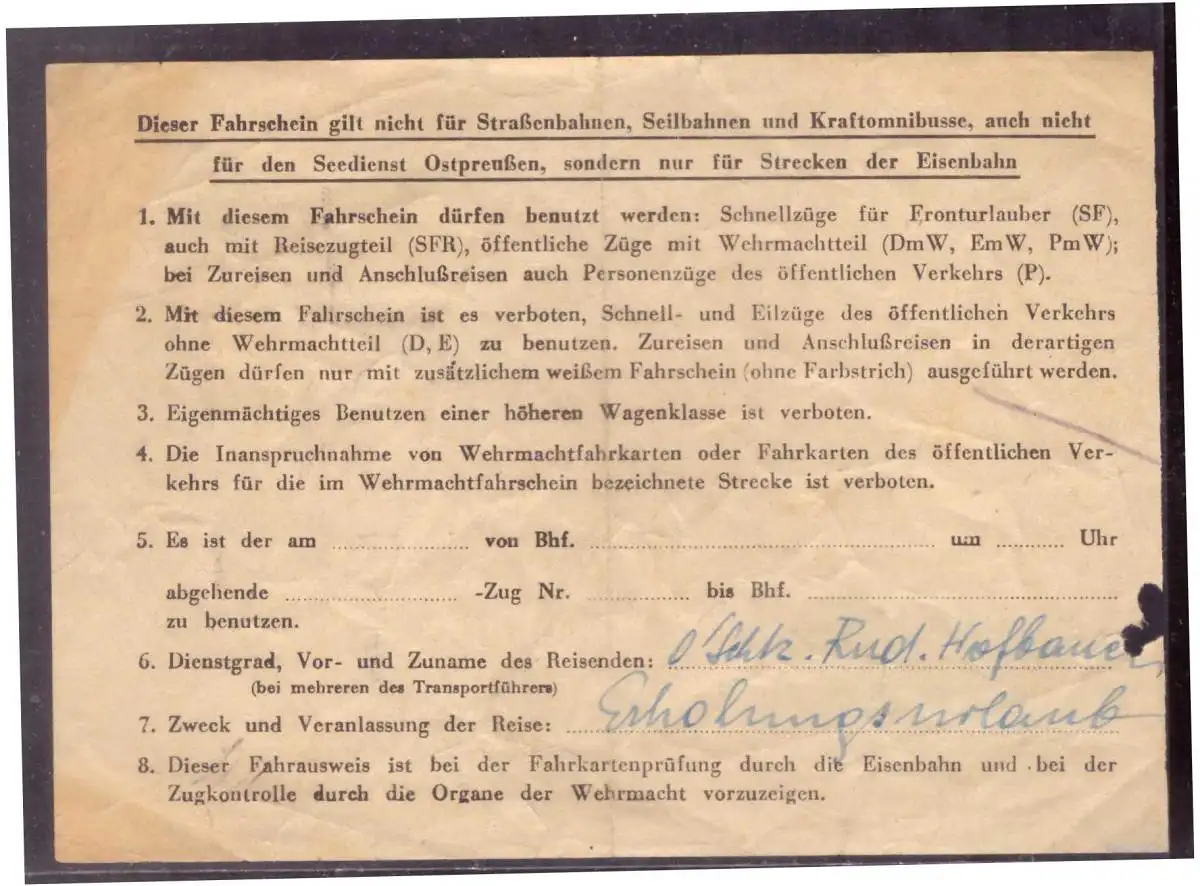 Dieser Fahrschein gilt nicht für Straßenbahnen, Seilbahnen und Kraftomnibusse, auch nicht
für den Seedienst Ostpreußen, sondern nur für Strecken der Eisenbahn
1. Mit diesem Fahrschein dürfen benutzt werden: Schnellzüge für Fronturlauber (SF),
auch mit Reisezugteil (SFR), öffentliche Züge mit Wehrmachtteil (DmW, EmW, PmW);
bei Zureisen und Anschlußreisen auch Personenzüge des öffentlichen Verkehrs (P).
2. Mit diesem Fahrschein ist es verboten, Schnell- und Eilzüge des öffentlichen Verkehrs
ohne Wehrmachtteil (D, E) zu benutzen. Zureisen und Anschlußreisen in derartigen
Zügen dürfen nur mit zusätzlichem weißem Fahrschein (ohne Farbstrich) ausgeführt werden.
3. Eigenmächtiges Benutzen einer höheren Wagenklasse ist verboten.
4. Die Inanspruchnahme von Wehrmachtfahrkarten oder Fahrkarten des öffentlichen Ver-
kehrs für die im Wehrmachtfahrschein bezeichnete Strecke ist verboten.
5. Es ist der am ........ von Bhf. ........ um ........ Uhr
abgehende ........ -Zug Nr. ........ bis Bhf. ........
zu benutzen.
6. Dienstgrad, Vor- und Zuname des Reisenden: O'Schtz. Rud. Hofbauer
(bei mehreren des Transportführers)
7. Zweck und Veranlassung der Reise: Erholungsurlaub
8. Dieser Fahrausweis ist bei der Fahrkartenprüfung durch die Eisenbahn und bei der
Zugkontrolle durch die Organe der Wehrmacht vorzuzeigen.